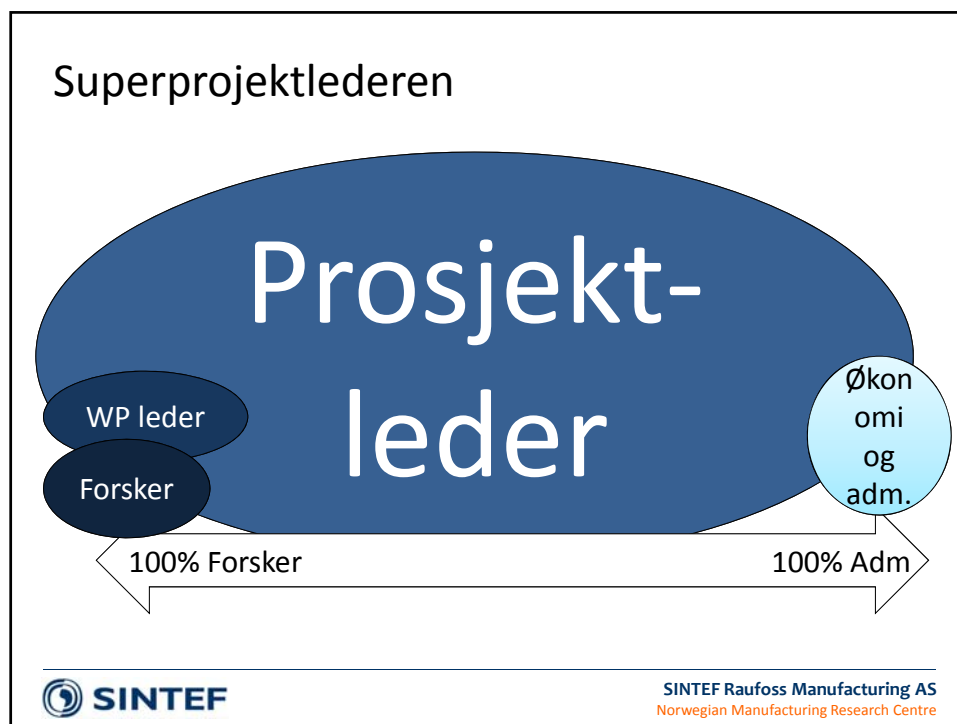 Superprojektlederen
Prosjekt-
leder
WP leder
Forsker
Økon
omi
og
adm.
100% Forsker
100% Adm
SINTEF
SINTEF Raufoss Manufacturing AS
Norwegian Manufacturing Research Centre